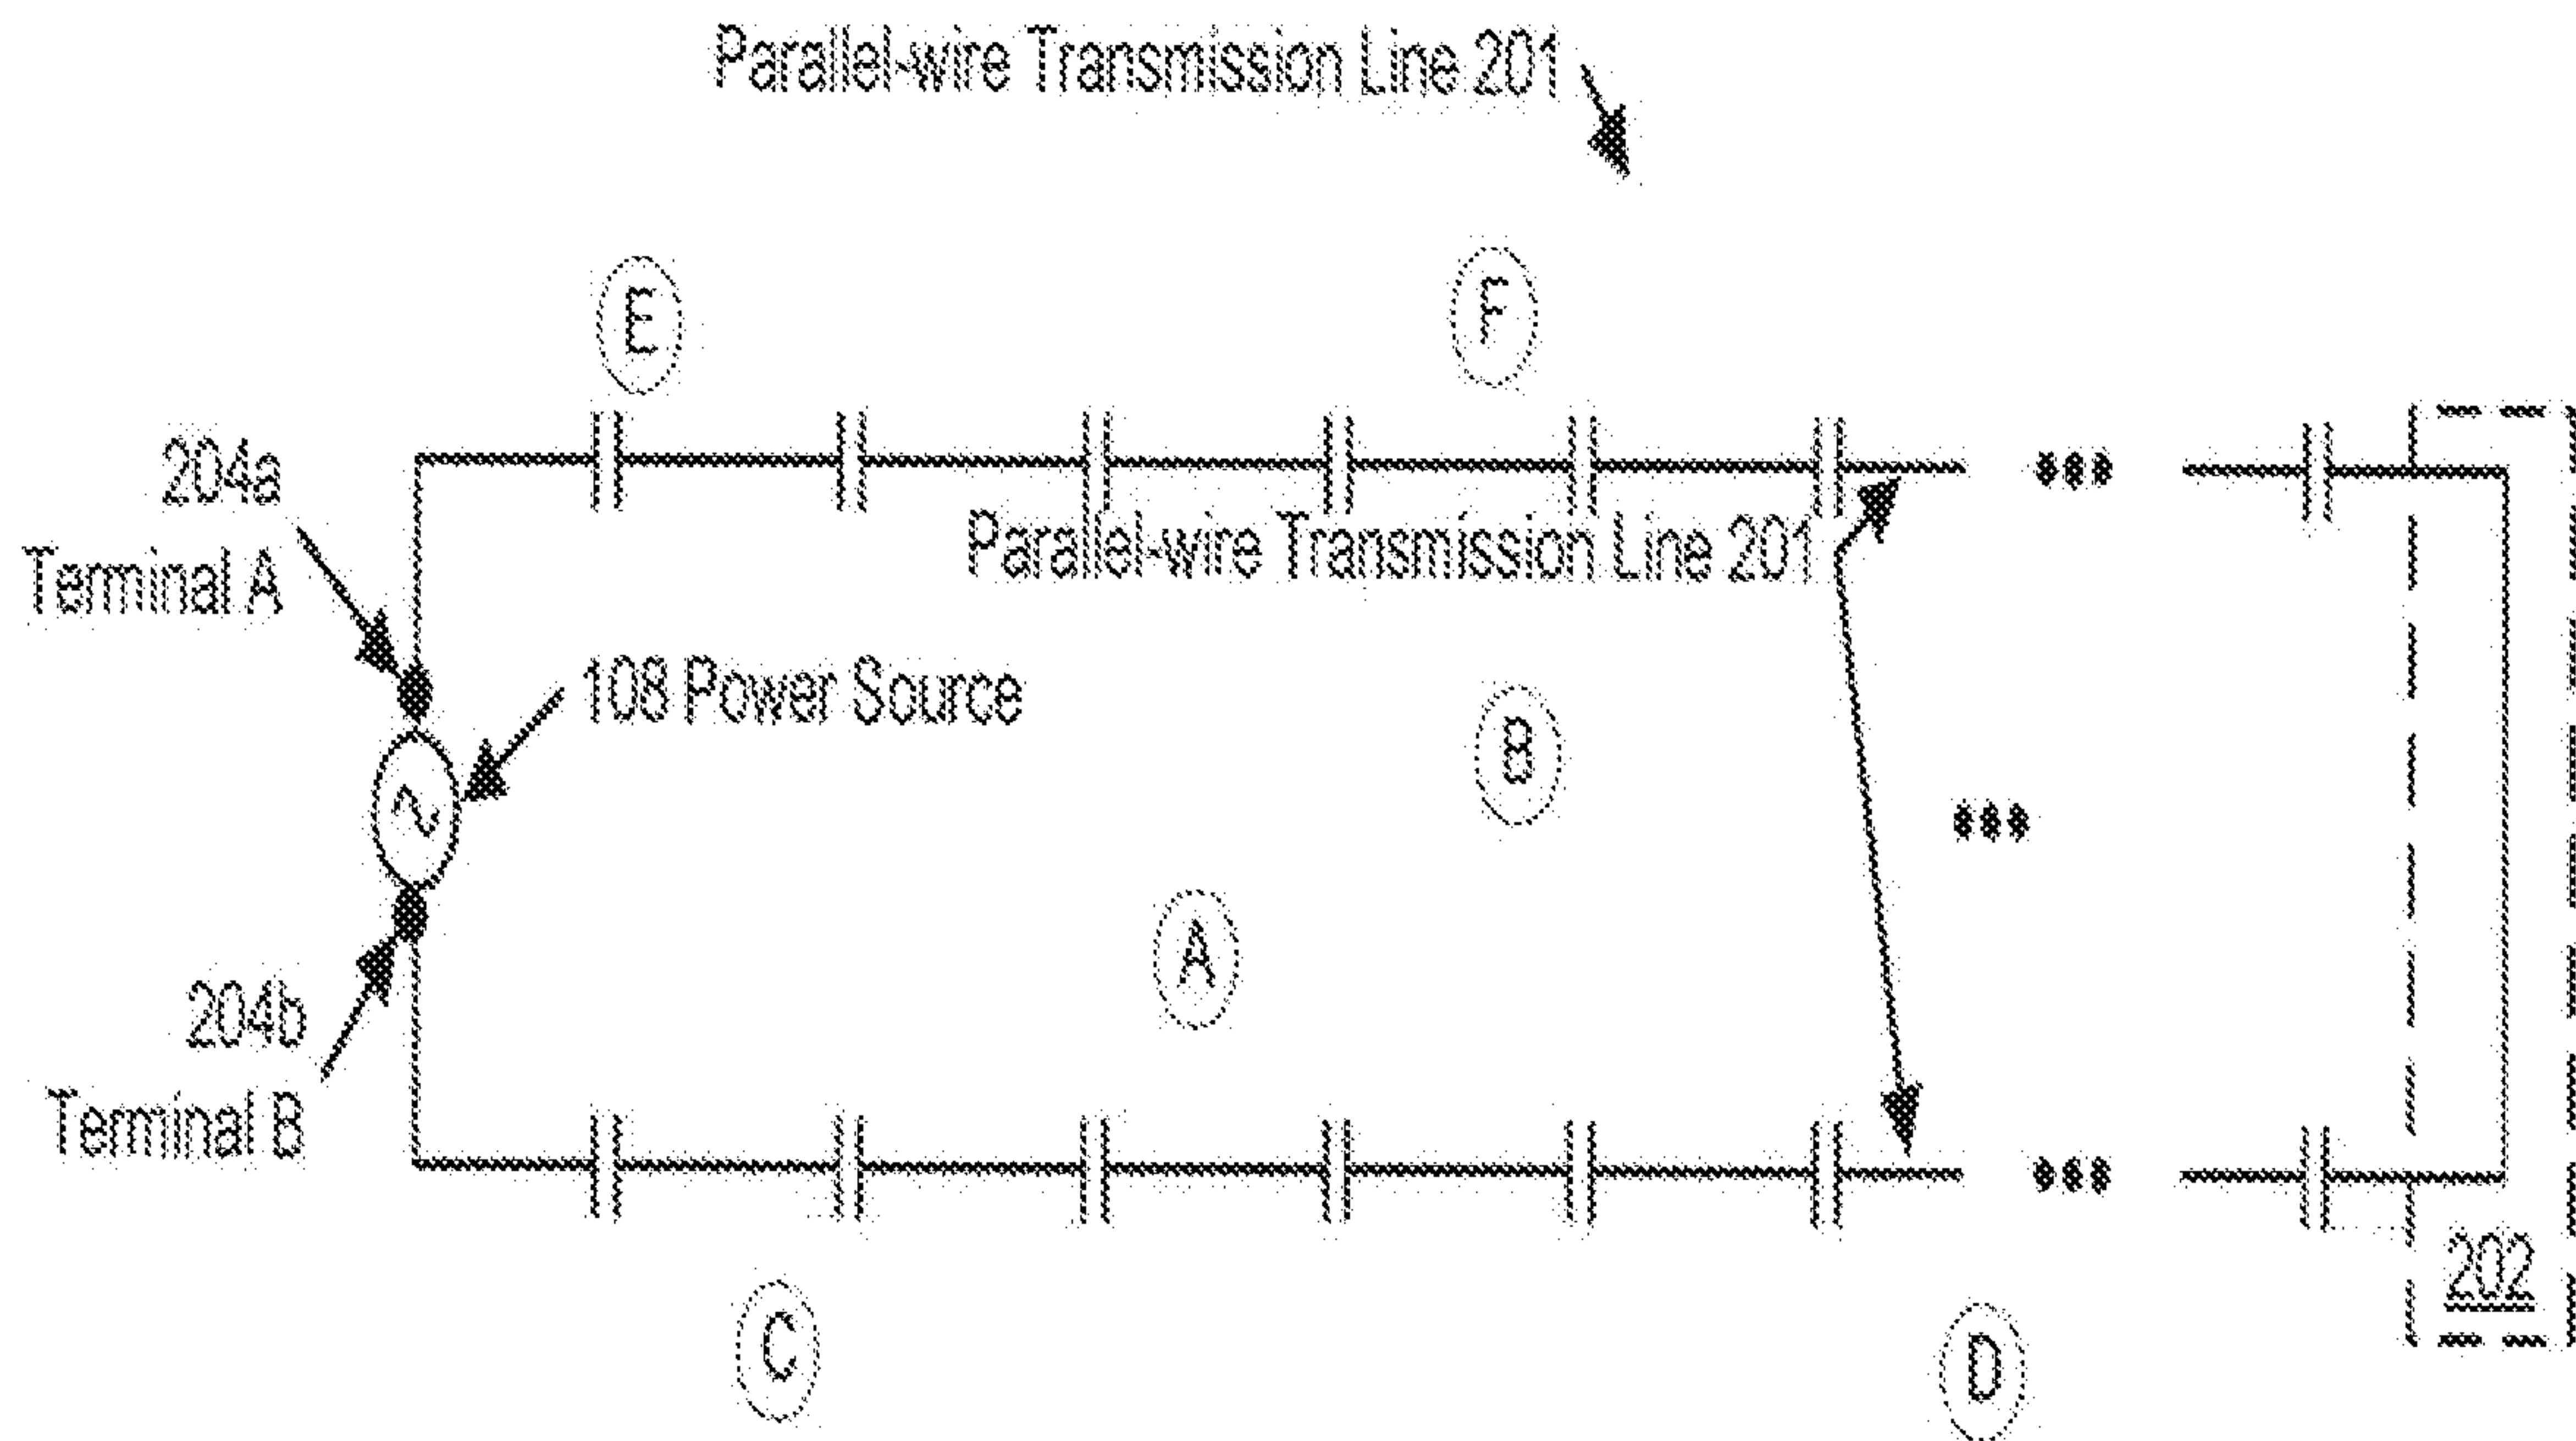 Parallel-wire Transmission Line 201
E
F
204a
Terminal A
Parallel-wire Transmission Line 201
108 Power Source
B
A
204b
Terminal B
202
C
D